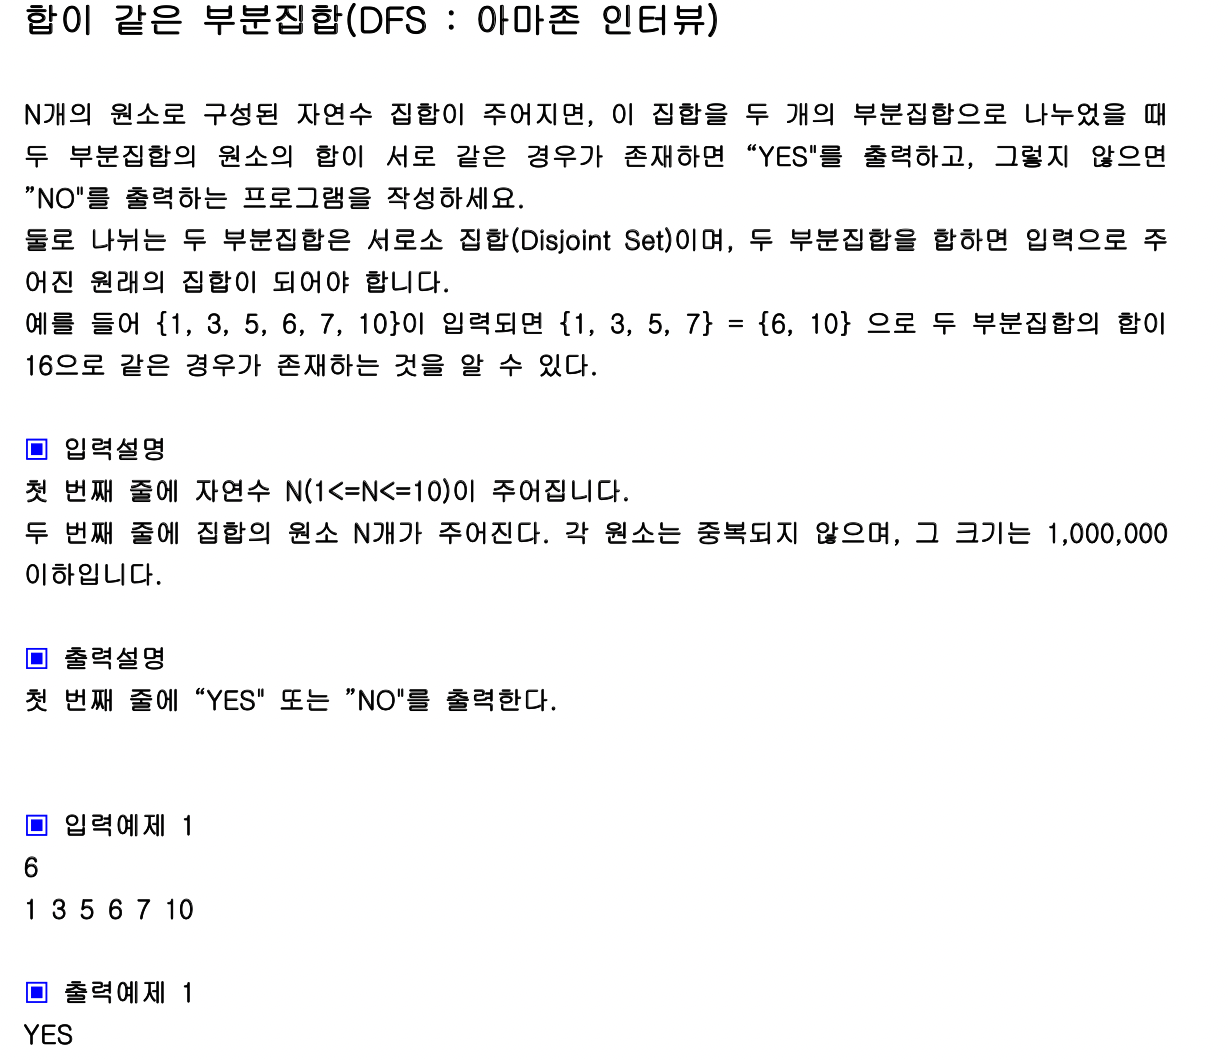 합이 같은 부분집합(DFS : 아마존 인터뷰)
N개의 원소로 구성된 자연수 집합이 주어지면, 이 집합을 두 개의 부분집합으로 나누었을 때
두 부분집합의 원소의 합이 서로 같은 경우가 존재하면 “YES"를 출력하고, 그렇지 않으면
”NO"를 출력하는 프로그램을 작성하세요.
둘로 나뉘는 두 부분집합은 서로소 집합(Disjoint Set)이며, 두 부분집합을 합하면 입력으로 주
어진 원래의 집합이 되어야 합니다.
예를 들어 {1, 3, 5, 6, 7, 10}이 입력되면 {1, 3, 5, 7} = {6, 10} 으로 두 부분집합의 합이
16으로 같은 경우가 존재하는 것을 알 수 있다.
▣ 입력설명
첫 번째 줄에 자연수 N(1<=N<=10)이 주어집니다.
두 번째 줄에 집합의 원소 N개가 주어진다. 각 원소는 중복되지 않으며, 그 크기는 1,000,000
이하입니다.
▣ 출력설명
첫 번째 줄에 “YES" 또는 ”NO"를 출력한다.
▣ 입력예제 1
6
1 3 5 6 7 10
▣ 출력예제 1
YES